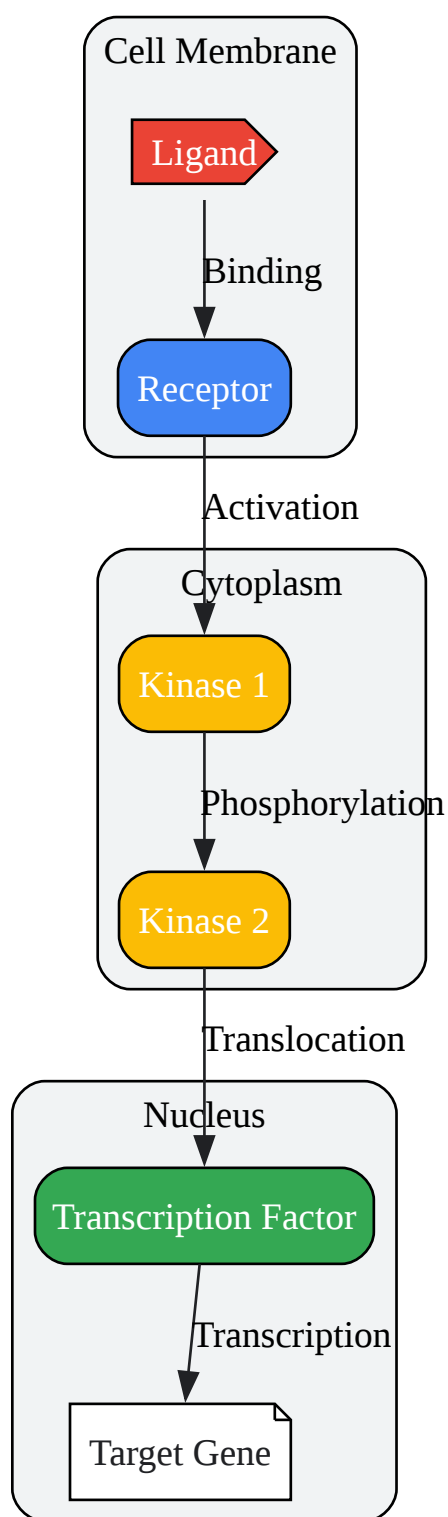 Cell Membrane
Ligand
Binding
Receptor
Activation
Cytoplasm
Kinase 1
Phosphorylation
Kinase 2
Translocation
Nucleus
Transcription Factor
Transcription
Target Gene